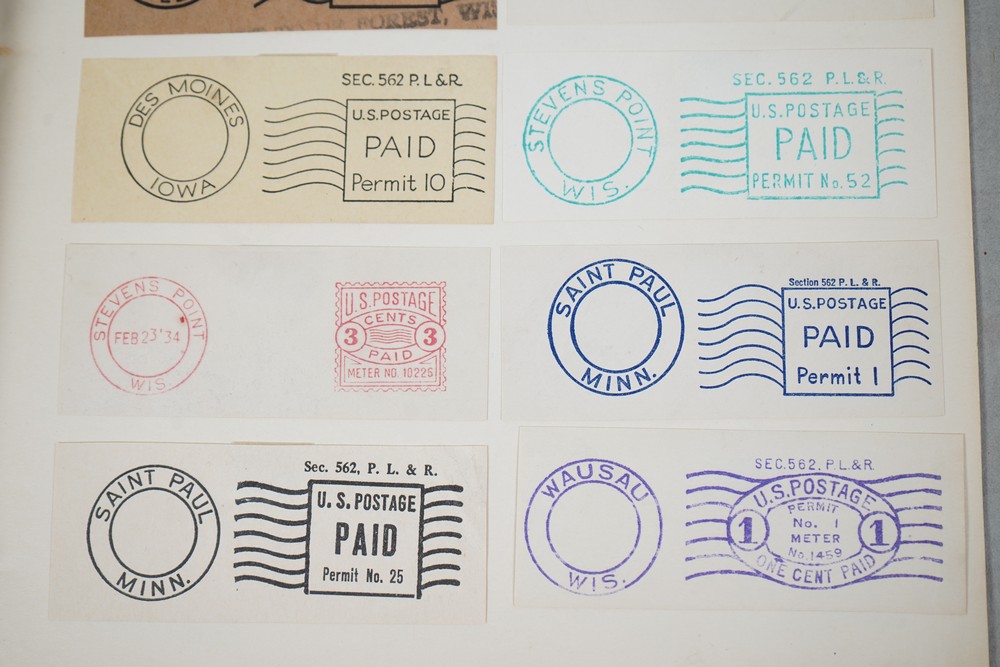 FOREST, WIS
DES MOINES
IOWA
SEC. 562 P.L.&R.
U.S.POSTAGE
PAID
Permit 10
STEVENS POINT
WIS.
SEC. 562 P.L.&R.
U.S.POSTAGE
PAID
PERMIT No. 52
STEVENS POINT
FEB 23 '34
WIS.
U.S.POSTAGE
CENTS
3 3
PAID
METER NO. 10225
SAINT PAUL
MINN.
Section 562 P. L. & R.
U.S.POSTAGE
PAID
Permit 1
SAINT PAUL
MINN.
Sec. 562, P. L. & R.
U.S.POSTAGE
PAID
Permit No. 25
WAUSAU
WIS.
SEC.562, P.L.&R.
U.S.POSTAGE
PERMIT
No. 1
1 METER 1
No. 1459
ONE CENT PAID